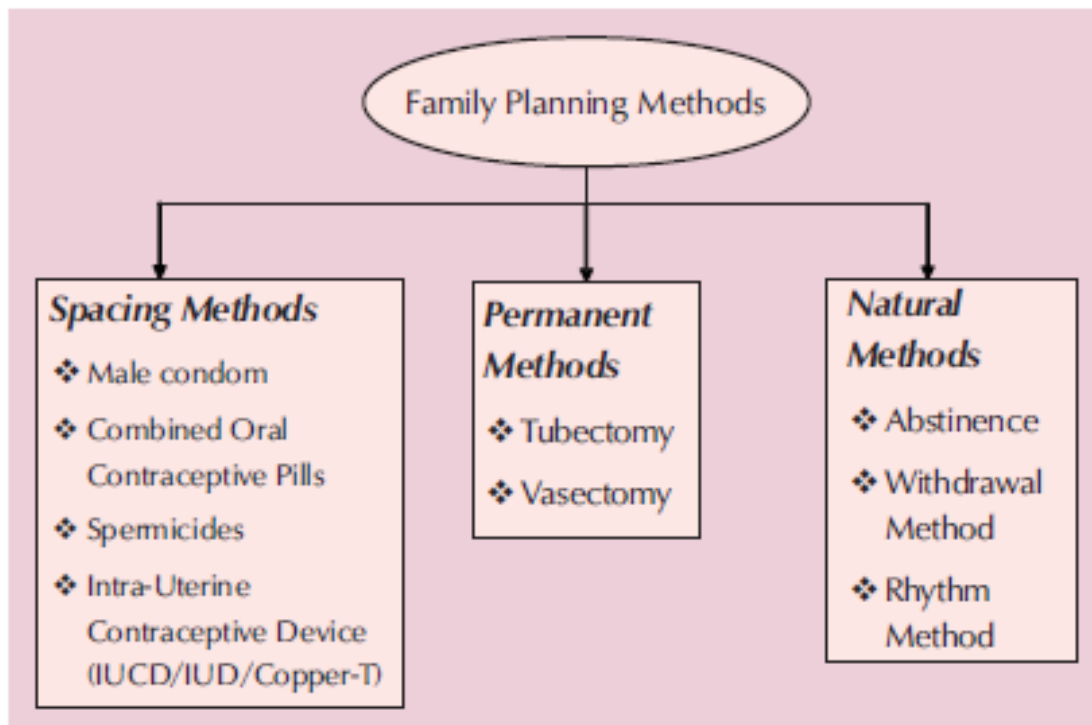 Family Planning Methods
Spacing Methods
❖ Male condom
❖ Combined Oral
Contraceptive Pills
❖ Spermicides
❖ Intra-Uterine
Contraceptive Device
(IUCD/IUD/Copper-T)
Permanent
Methods
❖ Tubectomy
❖ Vasectomy
Natural
Methods
❖ Abstinence
❖ Withdrawal
Method
❖ Rhythm
Method